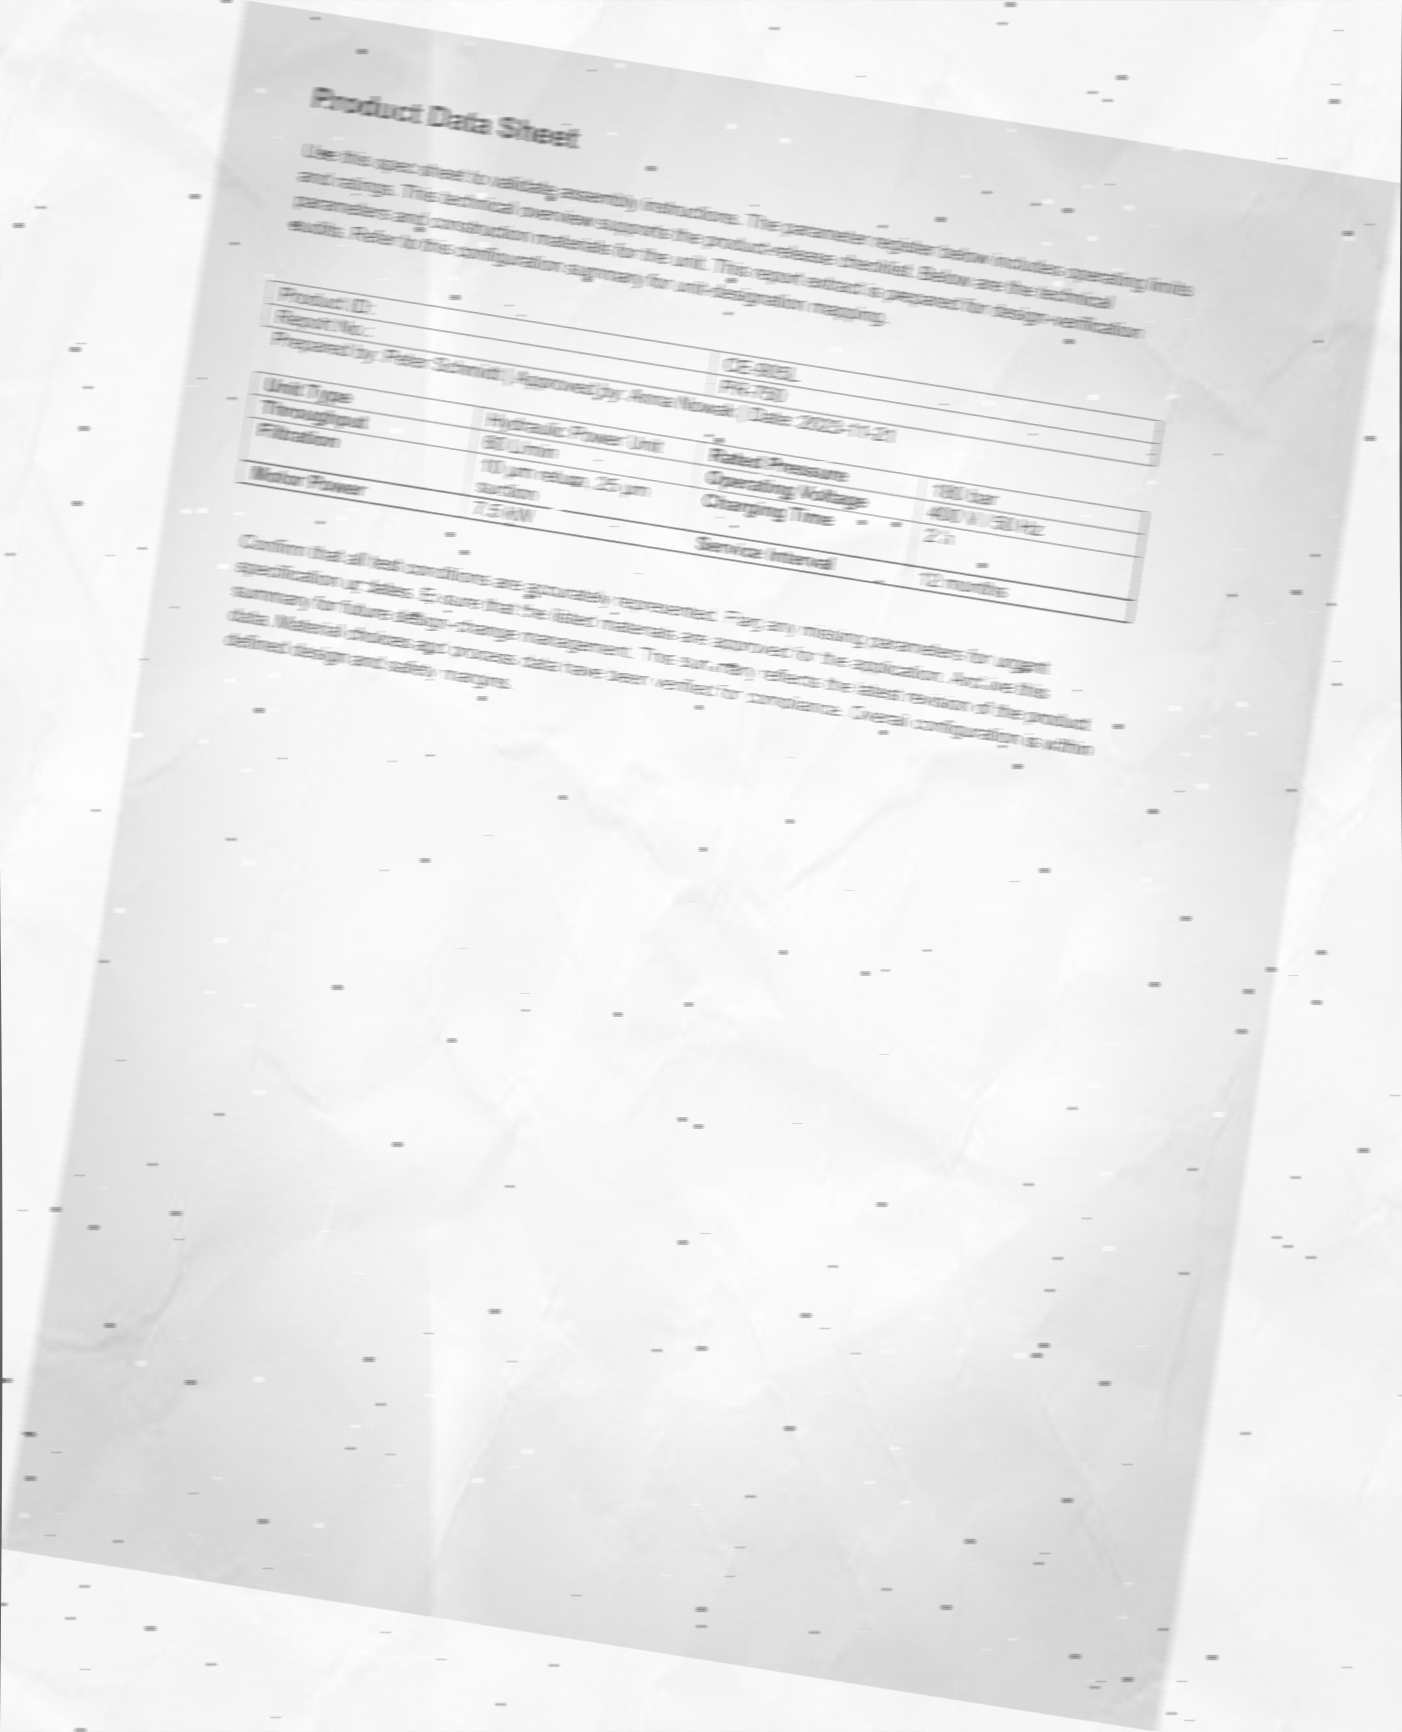 Product Data Sheet
Use this spec sheet to validate assembly instructions. The parameter register below includes operating limits
and ratings. This technical overview supports the product release checklist. Below are the technical
parameters and construction materials for the unit. This report extract is prepared for design verification
audits. Refer to this configuration summary for unit designation mapping.
Product ID:
Report No.:
Prepared by: Peter Schmidt | Approved by: Anna Nowak | Date: 2023-11-21
Unit Type Hydraulic Power Unit Rated Pressure 180 bar
Throughput 60 L/min Operating Voltage 400 V / 50 Hz
Filtration 10 µm return, 25 µm suction Charging Time 2 h
Motor Power 7.5 kW Service Interval 12 months
Confirm that all test conditions are accurately represented. Flag any missing parameters for urgent
specification updates. Ensure that the listed materials are approved for the application. Archive this
summary for future design change management. This summary reflects the latest revision of the product
data. Material choices and process data have been verified for compliance. Overall configuration is within
defined design and safety margins.